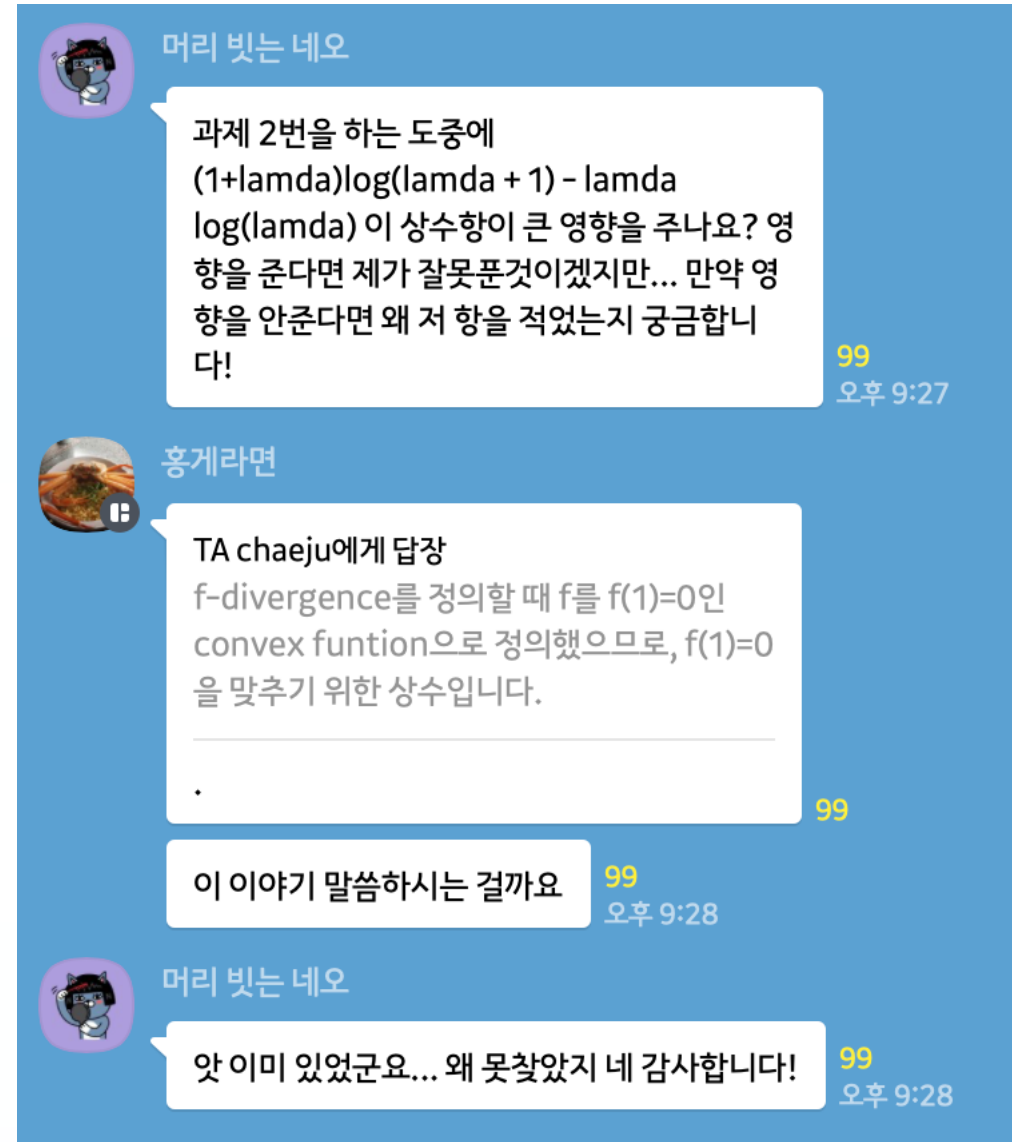 머리 빗는 네오
과제 2번을 하는 도중에
(1+lamda)log(lamda + 1) - lamda
log(lamda) 이 상수항이 큰 영향을 주나요? 영
향을 준다면 제가 잘못푼것이겠지만... 만약 영
향을 안준다면 왜 저 항을 적었는지 궁금합니
다!
99
오후 9:27
홍게라면
TA chaeju에게 답장
f-divergence를 정의할 때 f를 f(1)=0인
convex funtion으로 정의했으므로, f(1)=0
을 맞추기 위한 상수입니다.
.
99
이 이야기 말씀하시는 걸까요
99
오후 9:28
머리 빗는 네오
앗 이미 있었군요... 왜 못찾았지 네 감사합니다!
99
오후 9:28